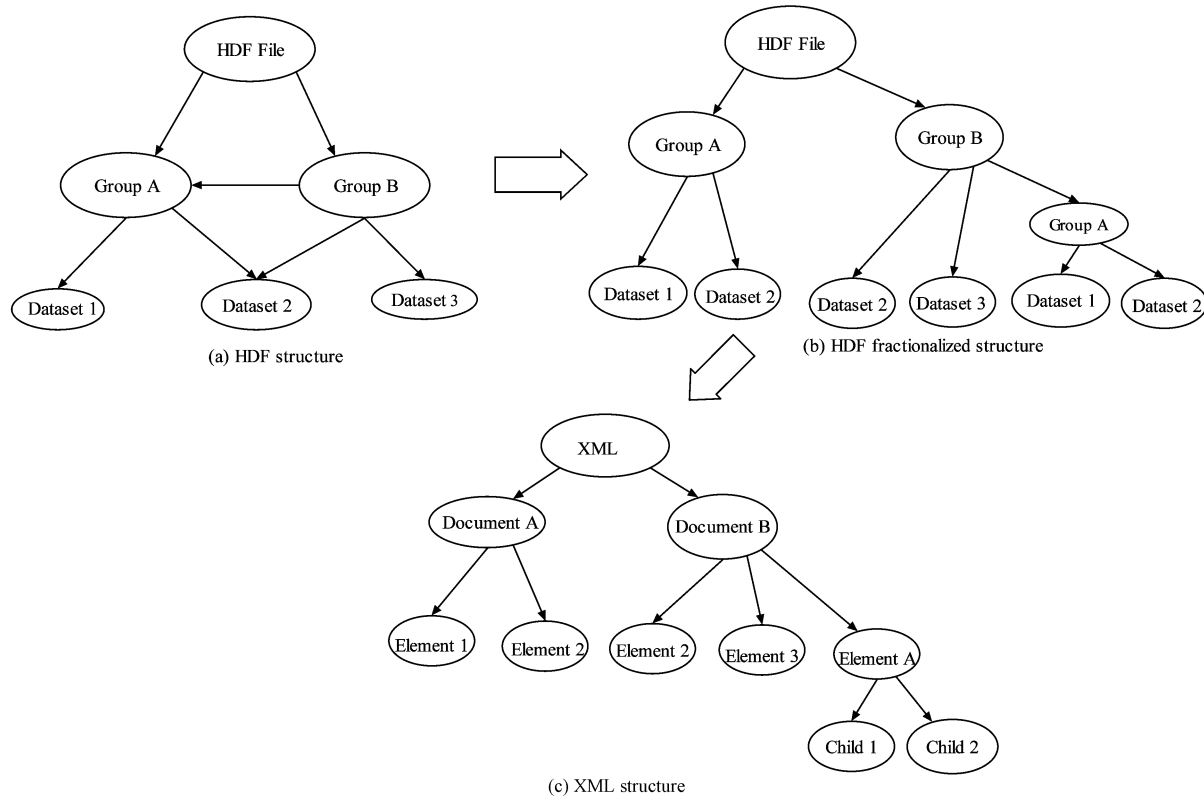 HDF File
Group A
Group B
Dataset 1
Dataset 2
Dataset 3
(a) HDF structure
HDF File
Group A
Group B
Group A
Dataset 1
Dataset 2
Dataset 2
Dataset 3
Dataset 1
Dataset 2
(b) HDF fractionalized structure
XML
Document A
Document B
Element 1
Element 2
Element 2
Element 3
Element A
Child 1
Child 2
(c) XML structure